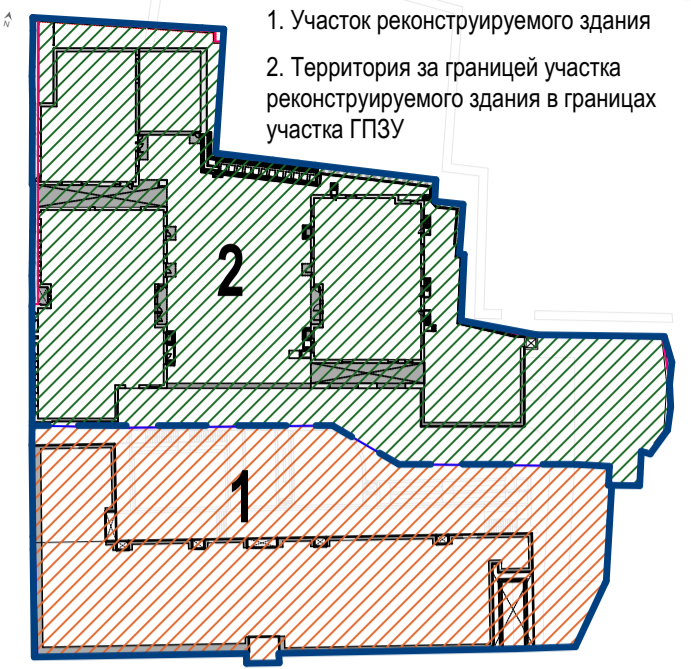 N
1. Участок реконструируемого здания
2. Территория за границей участка
реконструируемого здания в границах
участка ГПЗУ
2
1